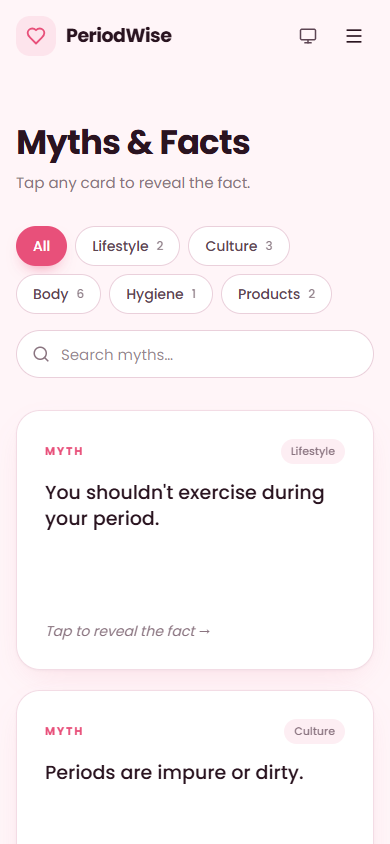 PeriodWise
Myths & Facts
Tap any card to reveal the fact.
All Lifestyle 2 Culture 3
Body 6 Hygiene 1 Products 2
Search myths...
MYTH Lifestyle
You shouldn't exercise during
your period.
Tap to reveal the fact →
MYTH Culture
Periods are impure or dirty.